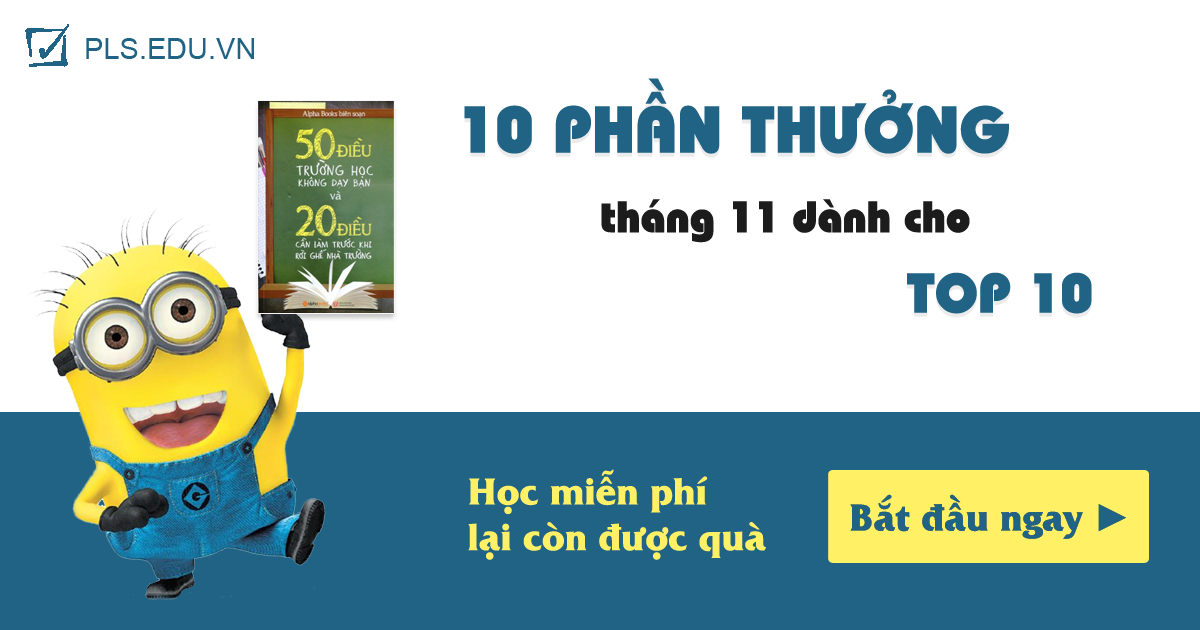 PLS.EDU.VN
Alpha Books biên soạn
50 ĐIỀU
TRƯỜNG HỌC
KHÔNG DẠY BẠN
và
20 ĐIỀU
CẦN LÀM TRƯỚC KHI
RỜI GHẾ NHÀ TRƯỜNG
10 PHẦN THƯỞNG
tháng 11 dành cho
TOP 10
Học miễn phí
lại còn được quà
Bắt đầu ngay